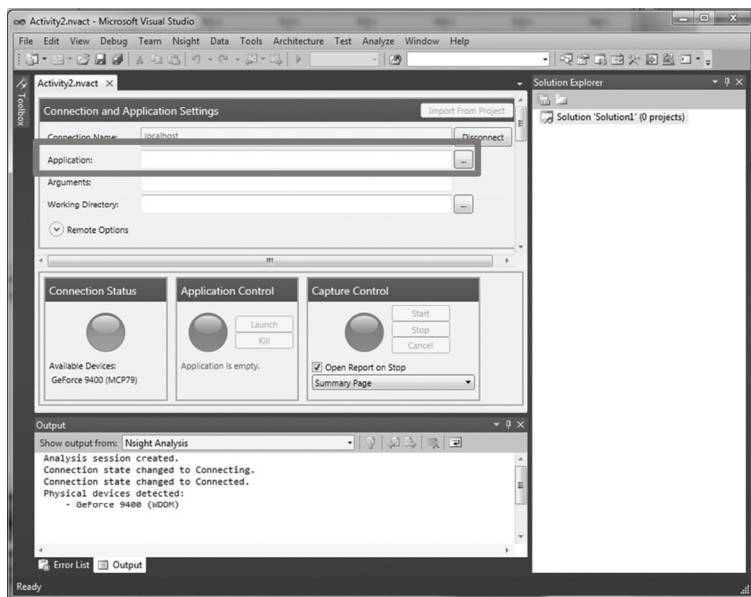 Activity2.nvact - Microsoft Visual Studio
File Edit View Debug Team Nsight Data Tools Architecture Test Analyze Window Help
Toolbox
Activity2.nvact
Connection and Application Settings
Import From Project
Connection Name: localhost
Disconnect
Application:
...
Arguments:
Working Directory:
...
Remote Options
Connection Status
Available Devices:
GeForce 9400 (MCP79)
Application Control
Launch
Kill
Application is empty.
Capture Control
Start
Stop
Cancel
Open Report on Stop
Summary Page
Output
Show output from: Nsight Analysis
Analysis session created.
Connection state changed to Connecting.
Connection state changed to Connected.
Physical devices detected:
- GeForce 9400 (WDDM)
Error List Output
Ready
Solution Explorer
Solution 'Solution1' (0 projects)